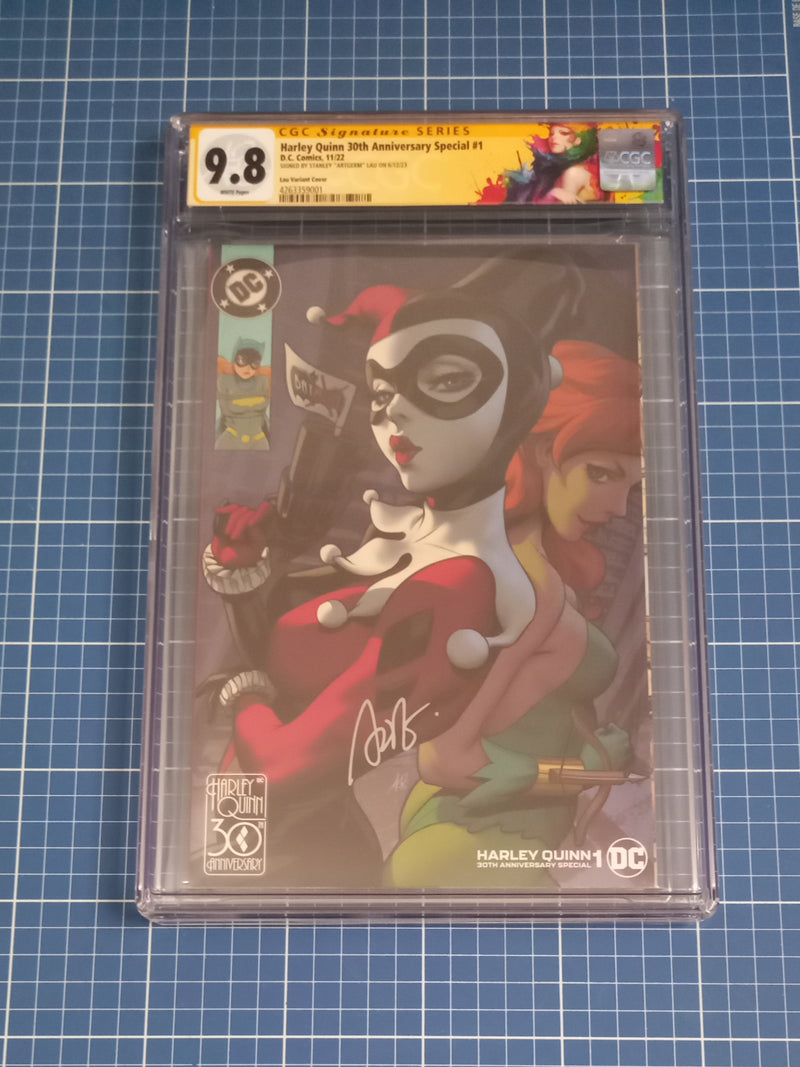 CGC Signature SERIES
9.8
WHITE Pages
Harley Quinn 30th Anniversary Special #1
D.C. Comics, 11/22
SIGNED BY STANLEY "ARTGERM" LAU ON 6/13/23
Lau Variant Cover
4263359001
CGC
DC
BAT
HARLEY
QUINN
30TH
ANNIVERSARY
HARLEY QUINN 1
30TH ANNIVERSARY SPECIAL
DC